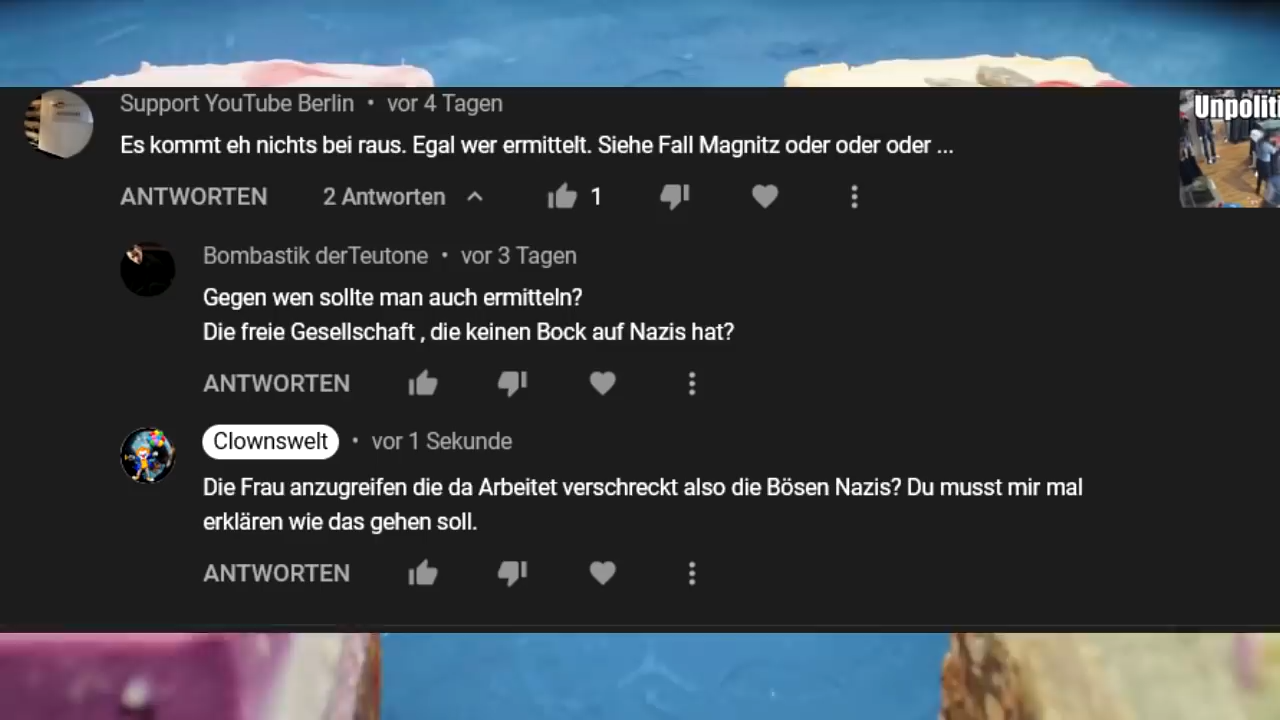 Support YouTube Berlin • vor 4 Tagen
Es kommt eh nichts bei raus. Egal wer ermittelt. Siehe Fall Magnitz oder oder oder ...
ANTWORTEN 2 Antworten 1
Bombastik derTeutone • vor 3 Tagen
Gegen wen sollte man auch ermitteln?
Die freie Gesellschaft , die keinen Bock auf Nazis hat?
ANTWORTEN
Clownswelt • vor 1 Sekunde
Die Frau anzugreifen die da Arbeitet verschreckt also die Bösen Nazis? Du musst mir mal
erklären wie das gehen soll.
ANTWORTEN
Unpoliti